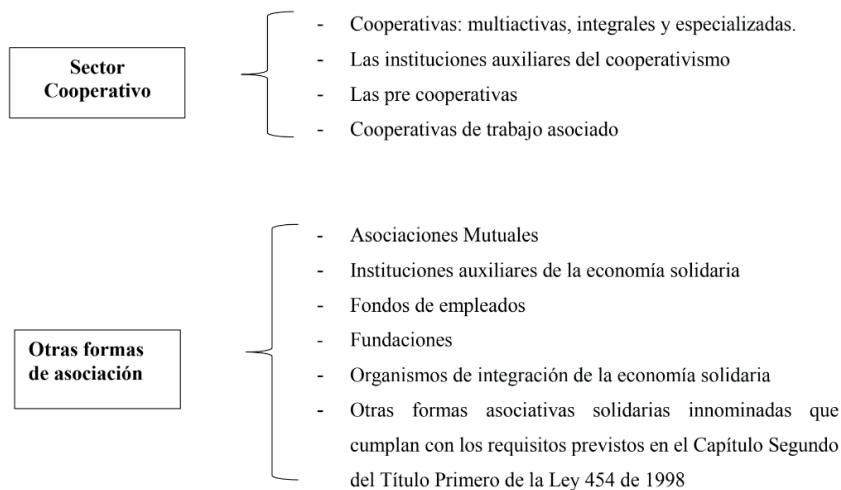 Sector
Cooperativo
- Cooperativas: multiactivas, integrales y especializadas.
- Las instituciones auxiliares del cooperativismo
- Las pre cooperativas
- Cooperativas de trabajo asociado
Otras formas
de asociación
- Asociaciones Mutuales
- Instituciones auxiliares de la economía solidaria
- Fondos de empleados
- Fundaciones
- Organismos de integración de la economía solidaria
- Otras formas asociativas solidarias innominadas que
cumplan con los requisitos previstos en el Capítulo Segundo
del Título Primero de la Ley 454 de 1998